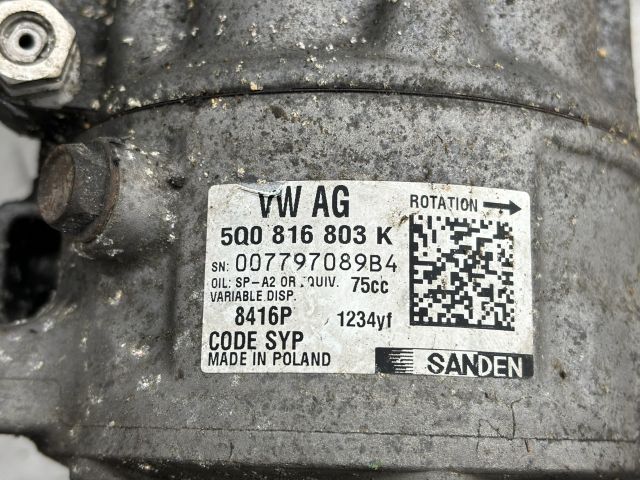 VW AG
ROTATION
5Q0 816 803 K
SN: 007797089B4
OIL: SP-A2 OR QUIV. 75cc
VARIABLE DISP.
8416P 1234yf
CODE SYP
MADE IN POLAND
SANDEN